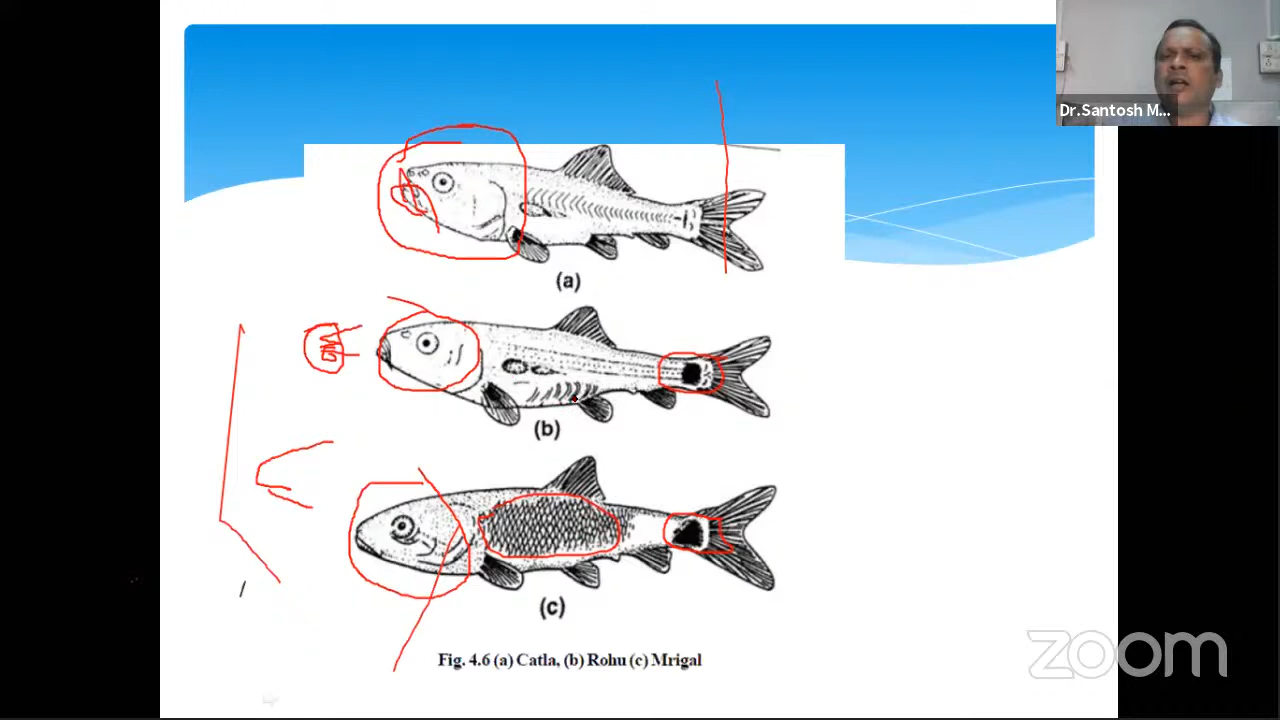 Dr.Santosh M...
(a)
(b)
(c)
Fig. 4.6 (a) Catla, (b) Rohu (c) Mrigal
zoom